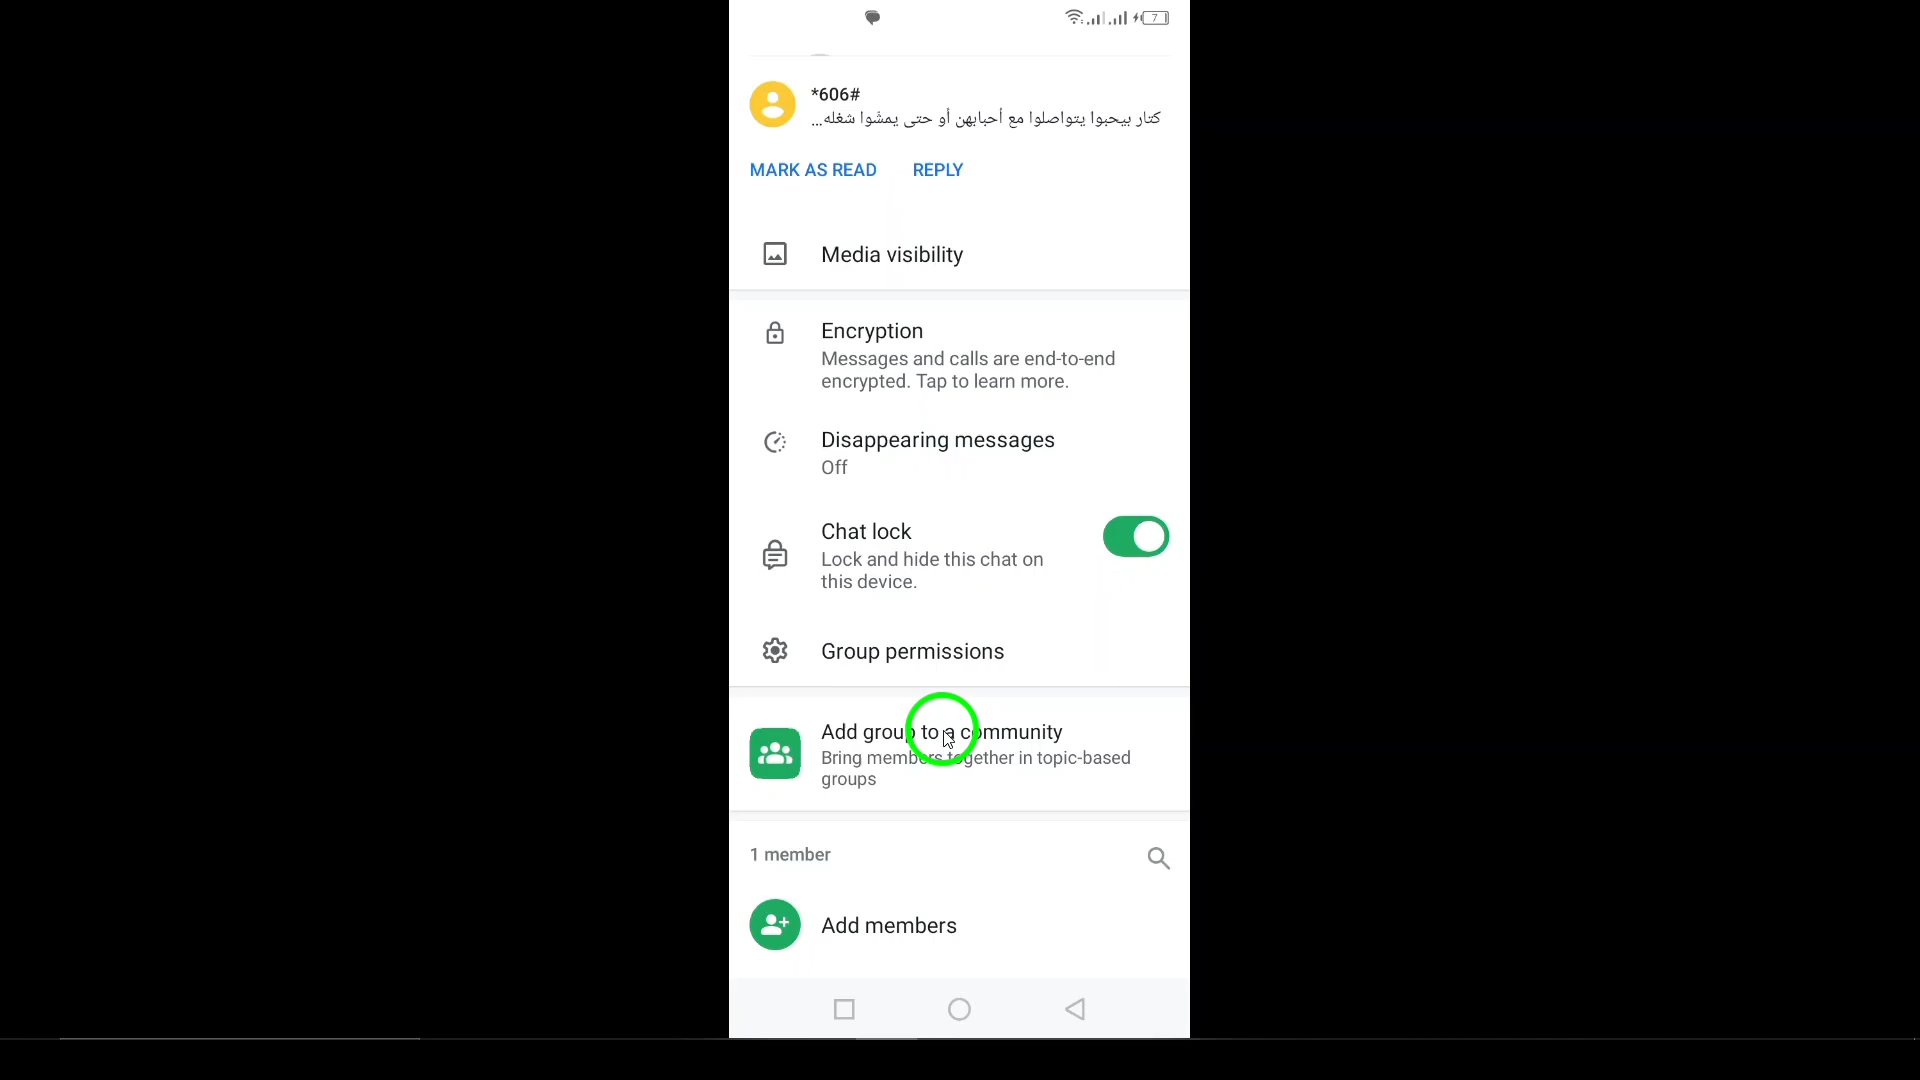 7
*606#
كتار بيحبوا يتواصلوا مع أحبابهن أو حتى يمشّوا شغله...
MARK AS READ REPLY
Media visibility
Encryption
Messages and calls are end-to-end
encrypted. Tap to learn more.
Disappearing messages
Off
Chat lock
Lock and hide this chat on
this device.
Group permissions
Add group to a community
Bring members together in topic-based
groups
1 member
Add members